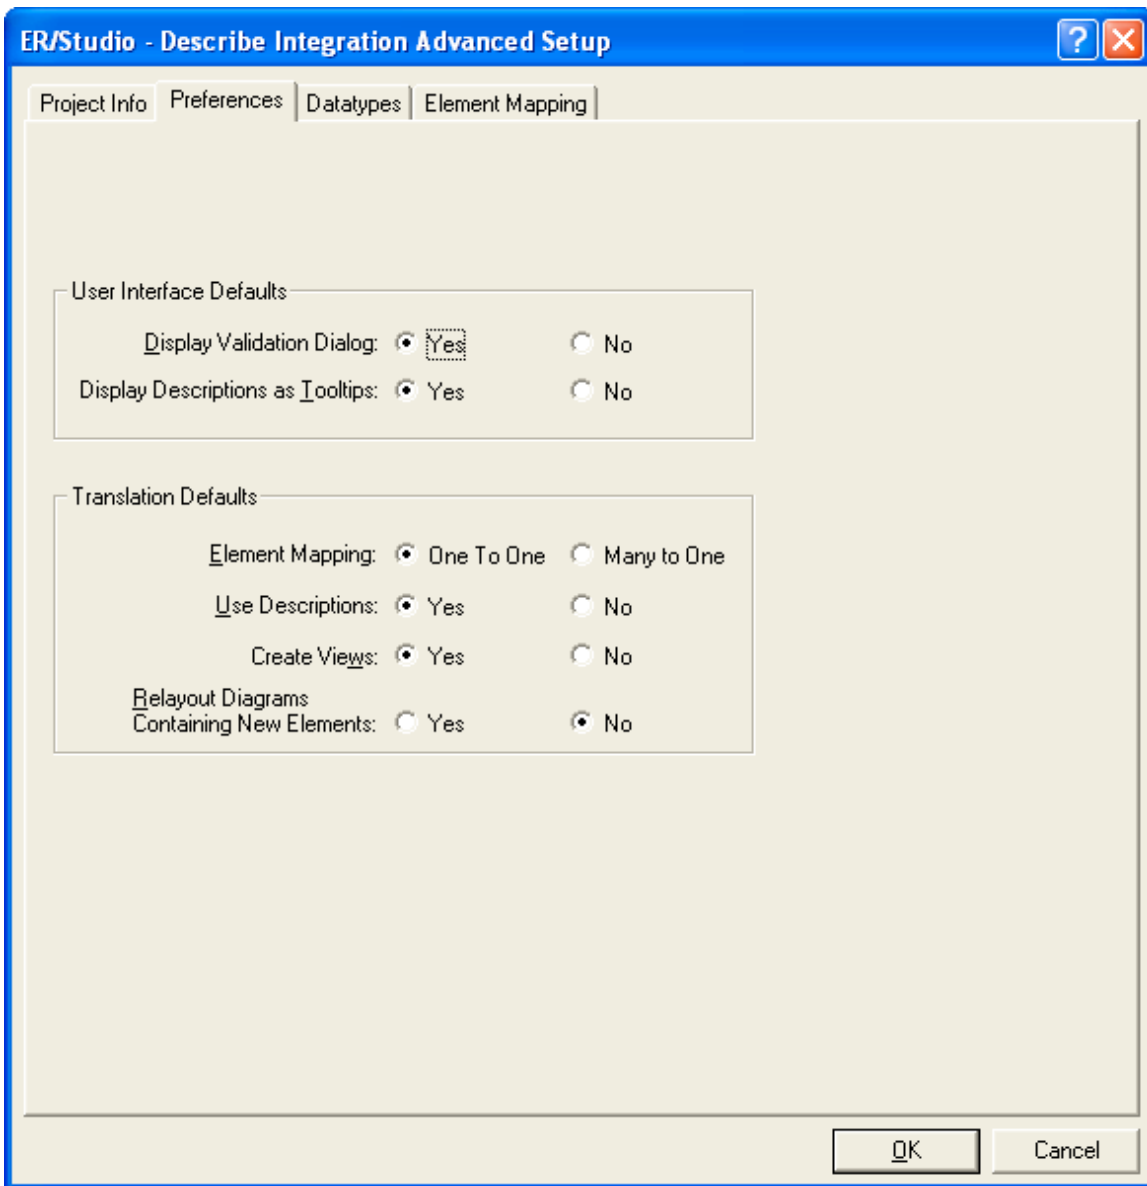 ER/Studio - Describe Integration Advanced Setup
Project Info Preferences Datatypes Element Mapping
User Interface Defaults
Display Validation Dialog: Yes No
Display Descriptions as Tooltips: Yes No
Translation Defaults
Element Mapping: One To One Many to One
Use Descriptions: Yes No
Create Views: Yes No
Relayout Diagrams
Containing New Elements: Yes No
OK Cancel